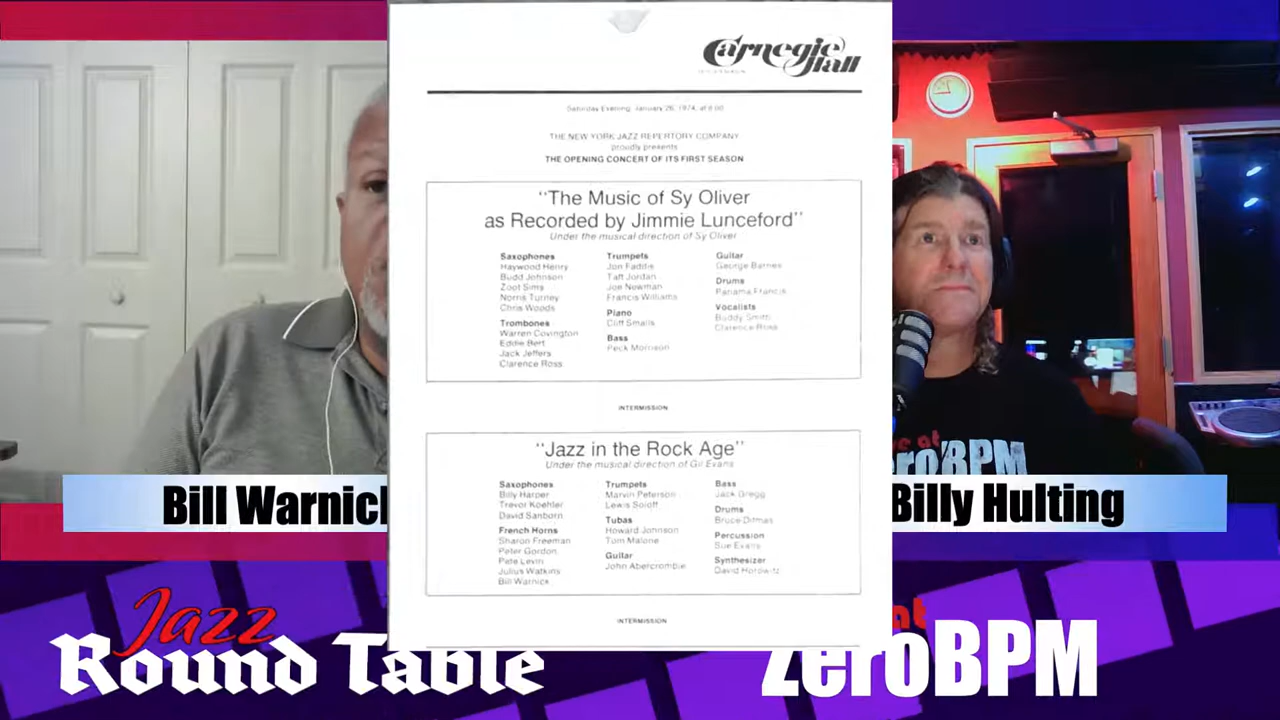 Carnegie Hall
Saturday Evening, January 26, 1974, at 8:00
THE NEW YORK JAZZ REPERTORY COMPANY
proudly presents
THE OPENING CONCERT OF ITS FIRST SEASON
"The Music of Sy Oliver
as Recorded by Jimmie Lunceford"
Under the musical direction of Sy Oliver
Saxophones
Haywood Henry
Budd Johnson
Zoot Sims
Norris Turney
Chris Woods
Trombones
Warren Covington
Eddie Bert
Jack Jeffers
Clarence Ross
Trumpets
Jon Faddis
Taft Jordan
Joe Newman
Francis Williams
Piano
Cliff Smalls
Bass
Peck Morrison
Guitar
George Barnes
Drums
Panama Francis
Vocalists
Buddy Smith
Clarence Ross
INTERMISSION
"Jazz in the Rock Age"
Under the musical direction of Gil Evans
Saxophones
Billy Harper
Trevor Koehler
David Sanborn
French Horns
Sharon Freeman
Peter Gordon
Pete Levin
Julius Watkins
Bill Warnick
Trumpets
Marvin Peterson
Lewis Soloff
Tubas
Howard Johnson
Tom Malone
Guitar
John Abercrombie
Bass
Jack Gregg
Drums
Bruce Ditmas
Percussion
Sue Evans
Synthesizer
David Horowitz
INTERMISSION
Bill Warnick
Billy Hulting
Jazz
Round Table
ZeroBPM